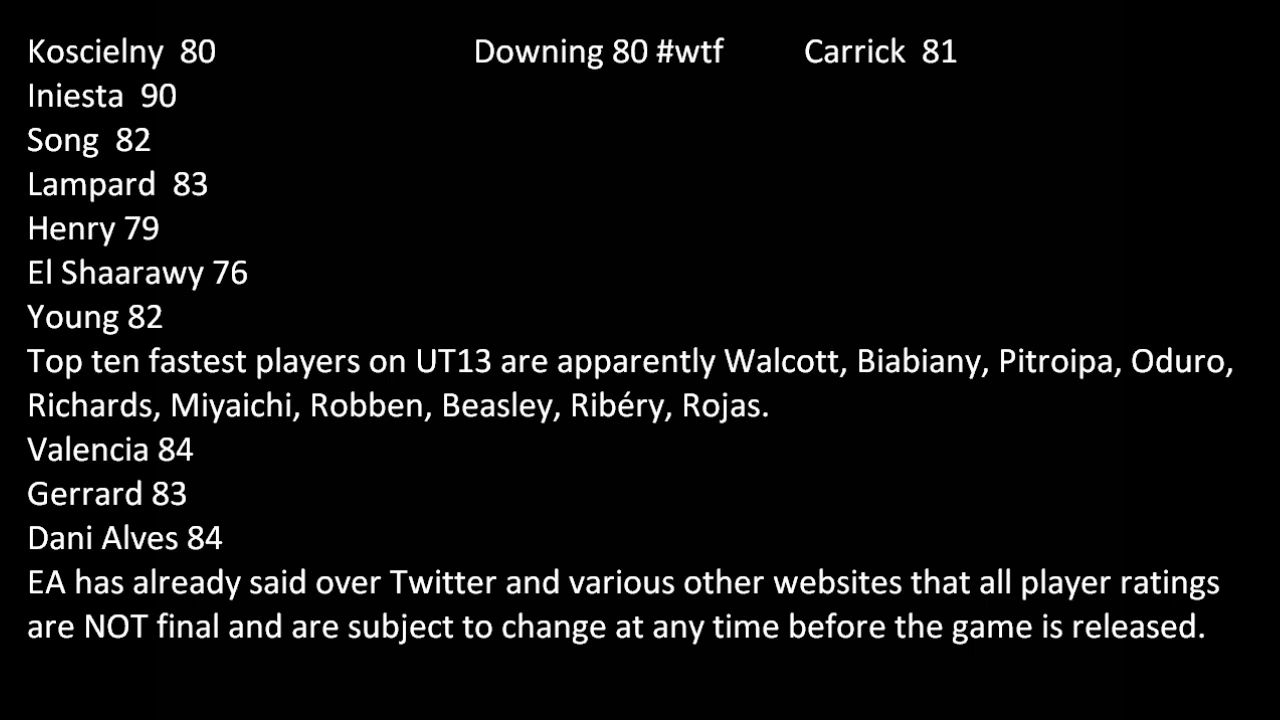 Koscielny  80 Downing 80 #wtf Carrick  81
Iniesta  90
Song  82
Lampard  83
Henry 79
El Shaarawy 76
Young 82
Top ten fastest players on UT13 are apparently Walcott, Biabiany, Pitroipa, Oduro,
Richards, Miyaichi, Robben, Beasley, Ribéry, Rojas.
Valencia 84
Gerrard 83
Dani Alves 84
EA has already said over Twitter and various other websites that all player ratings
are NOT final and are subject to change at any time before the game is released.